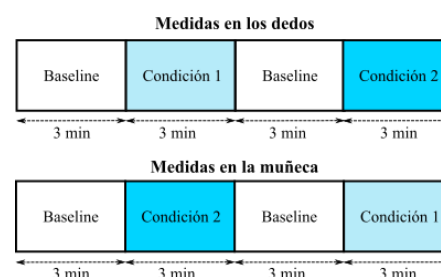 Medidas en los dedos
Baseline Condición 1 Baseline Condición 2
3 min 3 min 3 min 3 min
Medidas en la muñeca
Baseline Condición 2 Baseline Condición 1
3 min 3 min 3 min 3 min